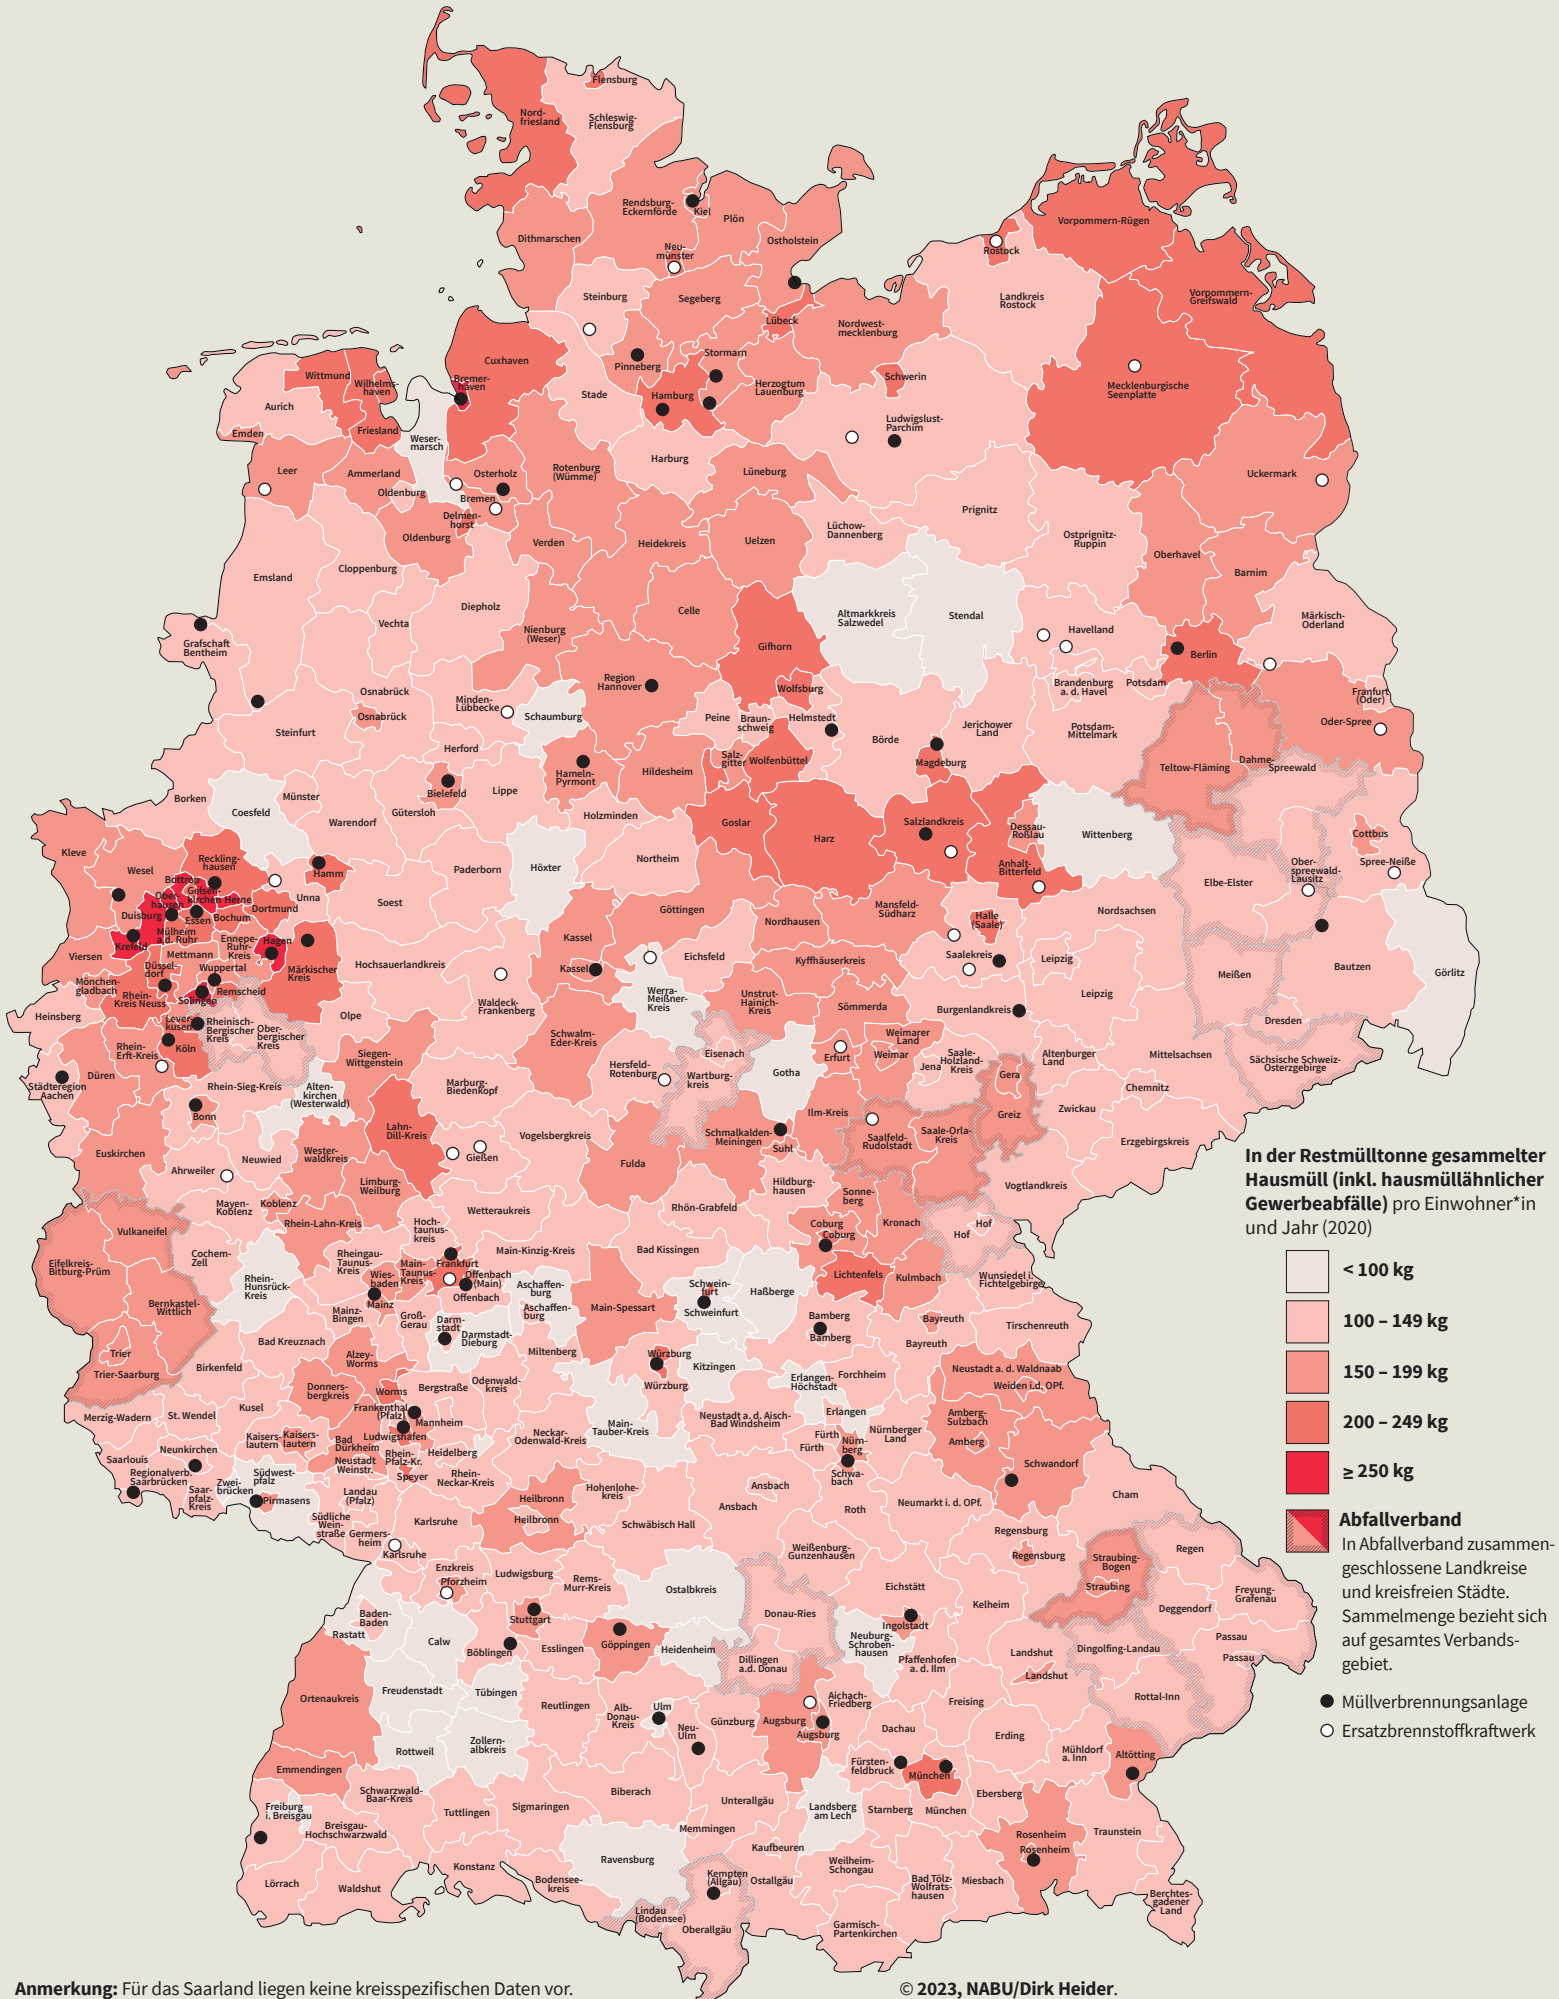 Flensburg
Nord-
friesland
Schleswig-
Flensburg
Rendsburg-
Eckernförde
Kiel
Plön
Dithmarschen
Neu-
münster
Ostholstein
Vorpommern-Rügen
Rostock
Steinburg
Segeberg
Landkreis
Rostock
Vorpommern-
Greifswald
Lübeck
Nordwest-
mecklenburg
Cuxhaven
Stormarn
Pinneberg
Wittmund
Wilhelms-
haven
Bremer-
haven
Herzogtum
Lauenburg
Schwerin
Mecklenburgische
Seenplatte
Aurich
Stade
Hamburg
Emden
Friesland
Weser-
marsch
Ludwigslust-
Parchim
Leer
Ammerland
Osterholz
Rotenburg
(Wümme)
Harburg
Lüneburg
Uckermark
Oldenburg
Bremen
Delmen-
horst
Oldenburg
Verden
Heidekreis
Uelzen
Lüchow-
Dannenberg
Prignitz
Ostprignitz-
Ruppin
Oberhavel
Barnim
Emsland
Cloppenburg
Diepholz
Vechta
Nienburg
(Weser)
Celle
Gifhorn
Altmarkkreis
Salzwedel
Stendal
Havelland
Märkisch-
Oderland
Grafschaft
Bentheim
Berlin
Region
Hannover
Wolfsburg
Brandenburg
a. d. Havel
Potsdam
Franfurt
(Oder)
Osnabrück
Osnabrück
Minden-
Lübbecke
Schaumburg
Peine
Braun-
schweig
Helmstedt
Börde
Jerichower
Land
Potsdam-
Mittelmark
Oder-Spree
Steinfurt
Herford
Salz-
gitter
Wolfenbüttel
Magdeburg
Teltow-Fläming
Dahme-
Spreewald
Bielefeld
Hameln-
Pyrmont
Hildesheim
Borken
Coesfeld
Münster
Warendorf
Gütersloh
Lippe
Holzminden
Goslar
Harz
Salzlandkreis
Dessau-
Roßlau
Wittenberg
Cottbus
Kleve
Wesel
Reckling-
hausen
Hamm
Paderborn
Höxter
Northeim
Anhalt-
Bitterfeld
Elbe-Elster
Ober-
spreewald-
Lausitz
Spree-Neiße
Bottrop
Ober-
hausen
Gelsen-
kirchen
Herne
Duisburg
Essen
Bochum
Dortmund
Unna
Soest
Göttingen
Nordhausen
Mansfeld-
Südharz
Halle
(Saale)
Nordsachsen
Krefeld
Mülheim
a.d. Ruhr
Ennepe-
Ruhr-
Kreis
Hagen
Kassel
Eichsfeld
Viersen
Mettmann
Düssel-
dorf
Wuppertal
Märkischer
Kreis
Hochsauerlandkreis
Kassel
Kyffhäuserkreis
Saalekreis
Leipzig
Meißen
Bautzen
Görlitz
Mönchen-
gladbach
Rhein-
Kreis Neuss
Solingen
Remscheid
Waldeck-
Frankenberg
Werra-
Meißner-
Kreis
Unstrut-
Hainich-
Kreis
Sömmerda
Burgenlandkreis
Leipzig
Heinsberg
Lever-
kusen
Rheinisch-
Bergischer
Kreis
Ober-
bergischer
Kreis
Olpe
Dresden
Rhein-
Erft-Kreis
Köln
Siegen-
Wittgenstein
Schwalm-
Eder-Kreis
Weimarer
Land
Eisenach
Erfurt
Weimar
Jena
Saale-
Holzland-
Kreis
Altenburger
Land
Mittelsachsen
Sächsische Schweiz-
Osterzgebirge
Städteregion
Aachen
Düren
Rhein-Sieg-Kreis
Alten-
kirchen
(Westerwald)
Marburg-
Biedenkopf
Hersfeld-
Rotenburg
Wartburg-
kreis
Gotha
Gera
Chemnitz
Bonn
Ilm-Kreis
Greiz
Zwickau
Lahn-
Dill-Kreis
Schmalkalden-
Meiningen
Suhl
Saalfeld-
Rudolstadt
Saale-Orla-
Kreis
Erzgebirgskreis
Euskirchen
Neuwied
Wester-
waldkreis
Gießen
Vogelsbergkreis
Fulda
Ahrweiler
Limburg-
Weilburg
Hildburg-
hausen
Sonne-
berg
Vogtlandkreis
Mayen-
Koblenz
Koblenz
Wetteraukreis
Rhön-Grabfeld
Vulkaneifel
Rhein-Lahn-Kreis
Hoch-
taunus-
kreis
Coburg
Coburg
Kronach
Hof
Hof
Eifelkreis-
Bitburg-Prüm
Cochem-
Zell
Rheingau-
Taunus-
Kreis
Main-
Taunus-
Kreis
Frankfurt
Main-Kinzig-Kreis
Bad Kissingen
Rhein-
Hunsrück-
Kreis
Wies-
baden
Offenbach
(Main)
Offenbach
Aschaffen-
burg
Schwein-
furt
Haßberge
Lichtenfels
Kulmbach
Wunsiedel i.
Fichtelgebirge
Bernkastel-
Wittlich
Mainz
Mainz-
Bingen
Groß-
Gerau
Darm-
stadt
Aschaffen-
burg
Main-Spessart
Schweinfurt
Bamberg
Bamberg
Bayreuth
Tirschenreuth
Bad Kreuznach
Darmstadt-
Dieburg
Miltenberg
Bayreuth
Trier
Trier-Saarburg
Birkenfeld
Alzey-
Worms
Würzburg
Würzburg
Kitzingen
Erlangen-
Höchstadt
Forchheim
Neustadt a. d. Waldnaab
Weiden i.d. OPf.
Donners-
bergkreis
Worms
Bergstraße
Odenwald-
kreis
Merzig-Wadern
St. Wendel
Kusel
Frankenthal
(Pfalz)
Mannheim
Neustadt a. d. Aisch-
Bad Windsheim
Erlangen
Amberg-
Sulzbach
Kaisers-
lautern
Kaisers-
lautern
Bad
Dürkheim
Ludwigshafen
Neckar-
Odenwald-Kreis
Main-
Tauber-Kreis
Fürth
Fürth
Nürn-
berg
Nürnberger
Land
Amberg
Neunkirchen
Saarlouis
Neustadt
Weinstr.
Rhein-
Pfalz-Kr.
Heidelberg
Schwandorf
Regionalverb.
Saarbrücken
Zwei-
brücken
Südwest-
pfalz
Speyer
Rhein-
Neckar-Kreis
Hohenlohe-
kreis
Ansbach
Ansbach
Schwa-
bach
Roth
Neumarkt i. d. OPf.
Cham
Saar-
pfalz-
Kreis
Pirmasens
Landau
(Pfalz)
Heilbronn
Heilbronn
Südliche
Wein-
straße
Germers-
heim
Karlsruhe
Karlsruhe
Schwäbisch Hall
Weißenburg-
Gunzenhausen
Regensburg
Regensburg
Straubing-
Bogen
Straubing
Regen
Enzkreis
Pforzheim
Ludwigsburg
Rems-
Murr-Kreis
Ostalbkreis
Eichstätt
Freyung-
Grafenau
Baden-
Baden
Rastatt
Stuttgart
Donau-Ries
Kelheim
Deggendorf
Calw
Böblingen
Esslingen
Göppingen
Heidenheim
Neuburg-
Schroben-
hausen
Ingolstadt
Landshut
Landshut
Dingolfing-Landau
Passau
Passau
Dillingen
a.d. Donau
Pfaffenhofen
a. d. Ilm
Ortenaukreis
Freudenstadt
Tübingen
Reutlingen
Alb-
Donau-
Kreis
Ulm
Neu-
Ulm
Günzburg
Augsburg
Augsburg
Aichach-
Friedberg
Freising
Rottal-Inn
Rottweil
Zollern-
albkreis
Dachau
Erding
Mühldorf
a. Inn
Altötting
Emmendingen
Schwarzwald-
Baar-Kreis
Fürsten-
feldbruck
München
Ebersberg
Freiburg
i. Breisgau
Tuttlingen
Sigmaringen
Biberach
Unterallgäu
Landsberg
am Lech
Starnberg
München
Breisgau-
Hochschwarzwald
Memmingen
Kaufbeuren
Rosenheim
Rosenheim
Traunstein
Konstanz
Ravensburg
Weilheim-
Schongau
Lörrach
Waldshut
Bodensee-
kreis
Kempten
(Allgäu)
Ostallgäu
Bad Tölz-
Wolfrats-
hausen
Miesbach
Berchtes-
gadener
Land
Lindau
(Bodensee)
Oberallgäu
Garmisch-
Partenkirchen
In der Restmülltonne gesammelter
Hausmüll (inkl. hausmüllähnlicher
Gewerbeabfälle) pro Einwohner*in
und Jahr (2020)
< 100 kg
100 – 149 kg
150 – 199 kg
200 – 249 kg
≥ 250 kg
Abfallverband
In Abfallverband zusammen-
geschlossene Landkreise
und kreisfreien Städte.
Sammelmenge bezieht sich
auf gesamtes Verbands-
gebiet.
Müllverbrennungsanlage
Ersatzbrennstoffkraftwerk
Anmerkung: Für das Saarland liegen keine kreisspezifischen Daten vor.
© 2023, NABU/Dirk Heider.